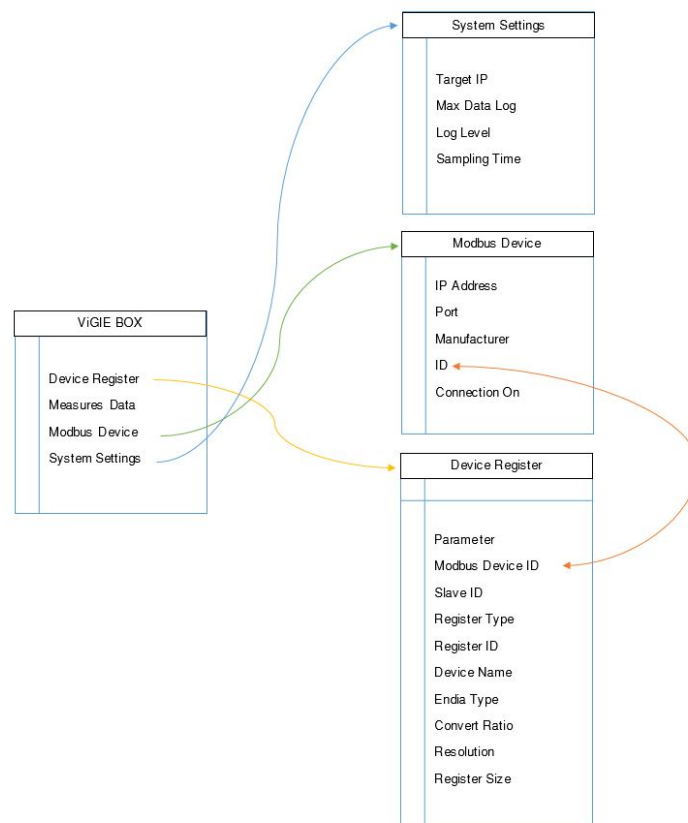 System Settings
Target IP
Max Data Log
Log Level
Sampling Time
Modbus Device
IP Address
Port
Manufacturer
ID
Connection On
ViGIE BOX
Device Register
Measures Data
Modbus Device
System Settings
Device Register
Parameter
Modbus Device ID
Slave ID
Register Type
Register ID
Device Name
Endia Type
Convert Ratio
Resolution
Register Size